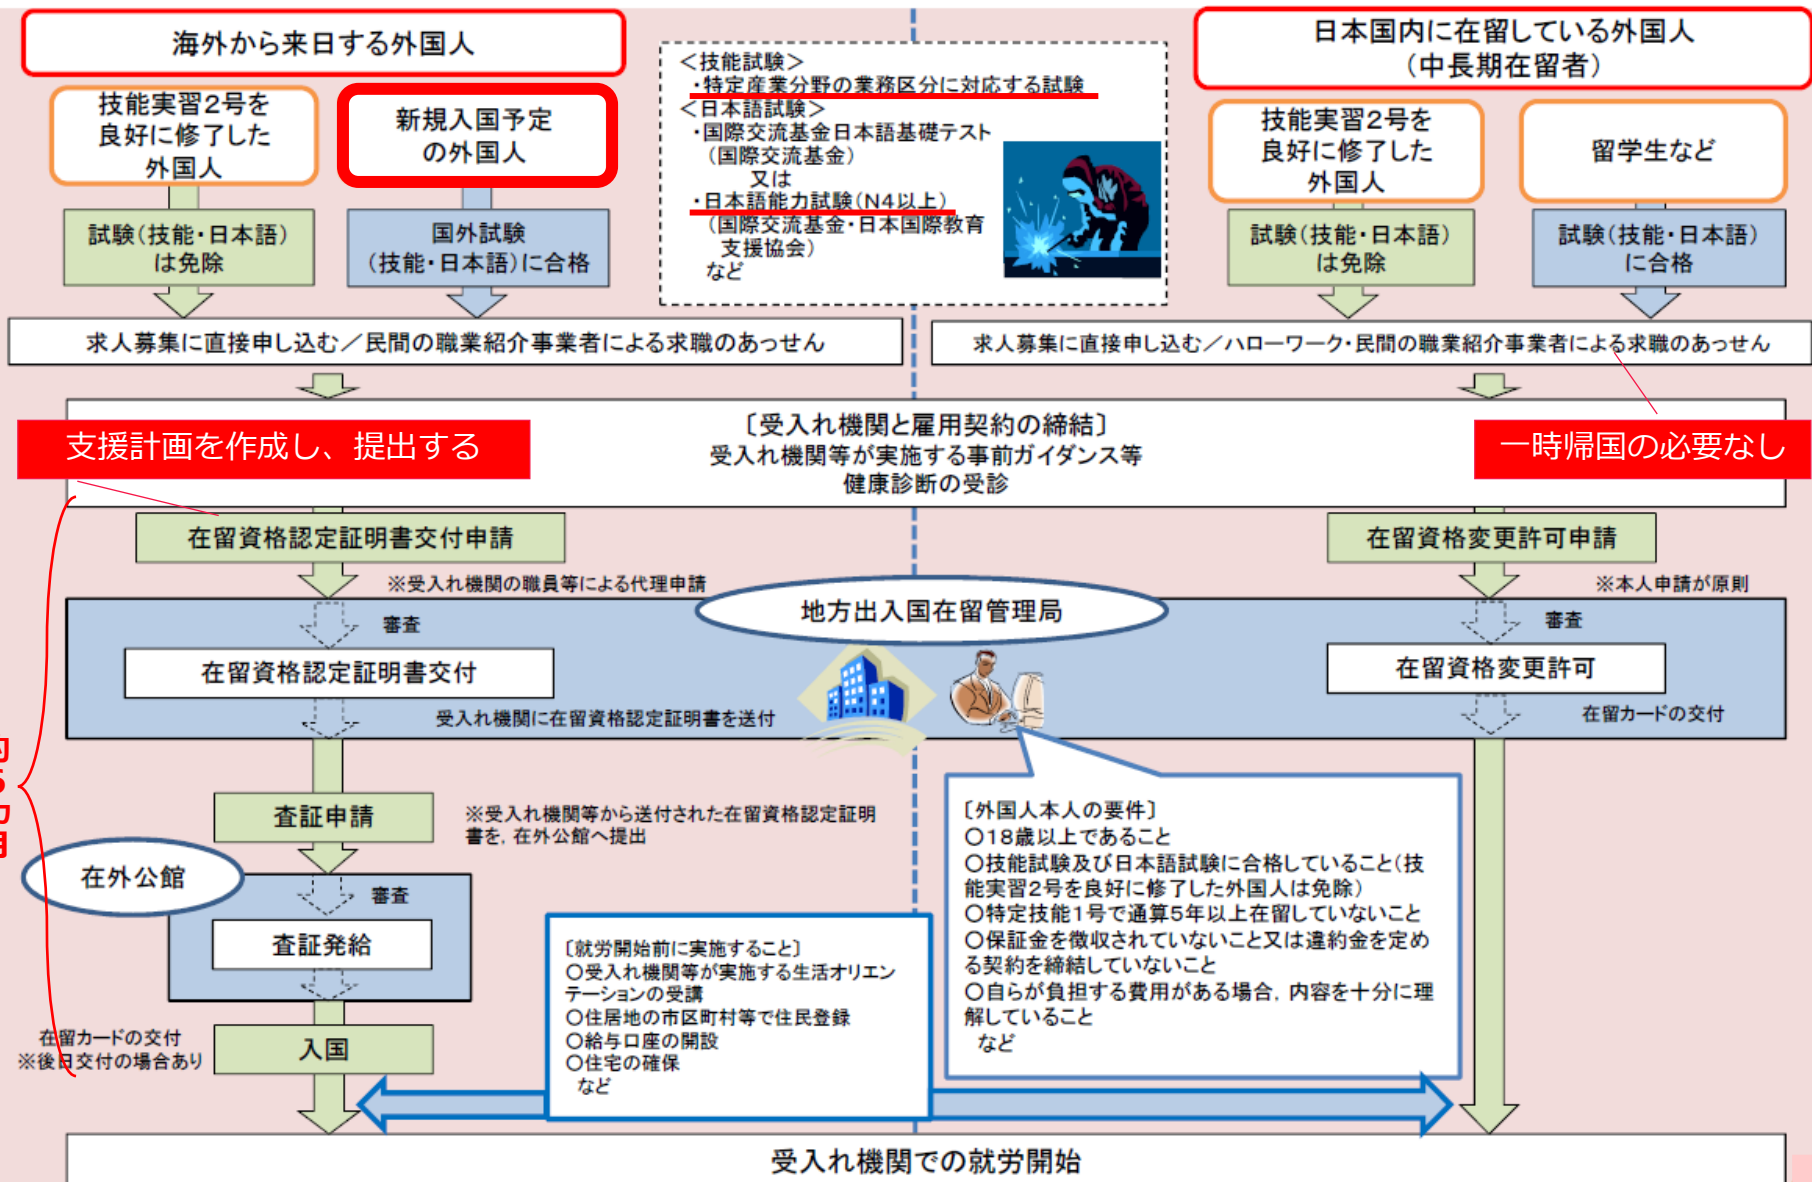 海外から来日する外国人
日本国内に在留している外国人
(中長期在留者)
技能実習2号を
良好に修了した
外国人
新規入国予定
の外国人
<技能試験>
・特定産業分野の業務区分に対応する試験
<日本語試験>
・国際交流基金日本語基礎テスト
(国際交流基金)
又は
・日本語能力試験(N4以上)
(国際交流基金・日本国際教育
支援協会)
など
技能実習2号を
良好に修了した
外国人
留学生など
試験(技能・日本語)
は免除
国外試験
(技能・日本語)に合格
試験(技能・日本語)
は免除
試験(技能・日本語)
に合格
求人募集に直接申し込む/民間の職業紹介事業者による求職のあっせん
求人募集に直接申し込む/ハローワーク・民間の職業紹介事業者による求職のあっせん
支援計画を作成し、提出する
〔受入れ機関と雇用契約の締結〕
受入れ機関等が実施する事前ガイダンス等
健康診断の受診
一時帰国の必要なし
在留資格認定証明書交付申請
在留資格変更許可申請
※受入れ機関の職員等による代理申請
※本人申請が原則
地方出入国在留管理局
審査
審査
在留資格認定証明書交付
在留資格変更許可
受入れ機関に在留資格認定証明書を送付
在留カードの交付
査証申請
※受入れ機関等から送付された在留資格認定証明
書を,在外公館へ提出
在外公館
審査
査証発給
在留カードの交付
※後日交付の場合あり
入国
〔就労開始前に実施すること〕
○受入れ機関等が実施する生活オリエン
テーションの受講
○住居地の市区町村等で住民登録
○給与口座の開設
○住宅の確保
など
〔外国人本人の要件〕
○18歳以上であること
○技能試験及び日本語試験に合格していること(技
能実習2号を良好に修了した外国人は免除)
○特定技能1号で通算5年以上在留していないこと
○保証金を徴収されていないこと又は違約金を定め
る契約を締結していないこと
○自らが負担する費用がある場合,内容を十分に理
解していること
など
受入れ機関での就労開始